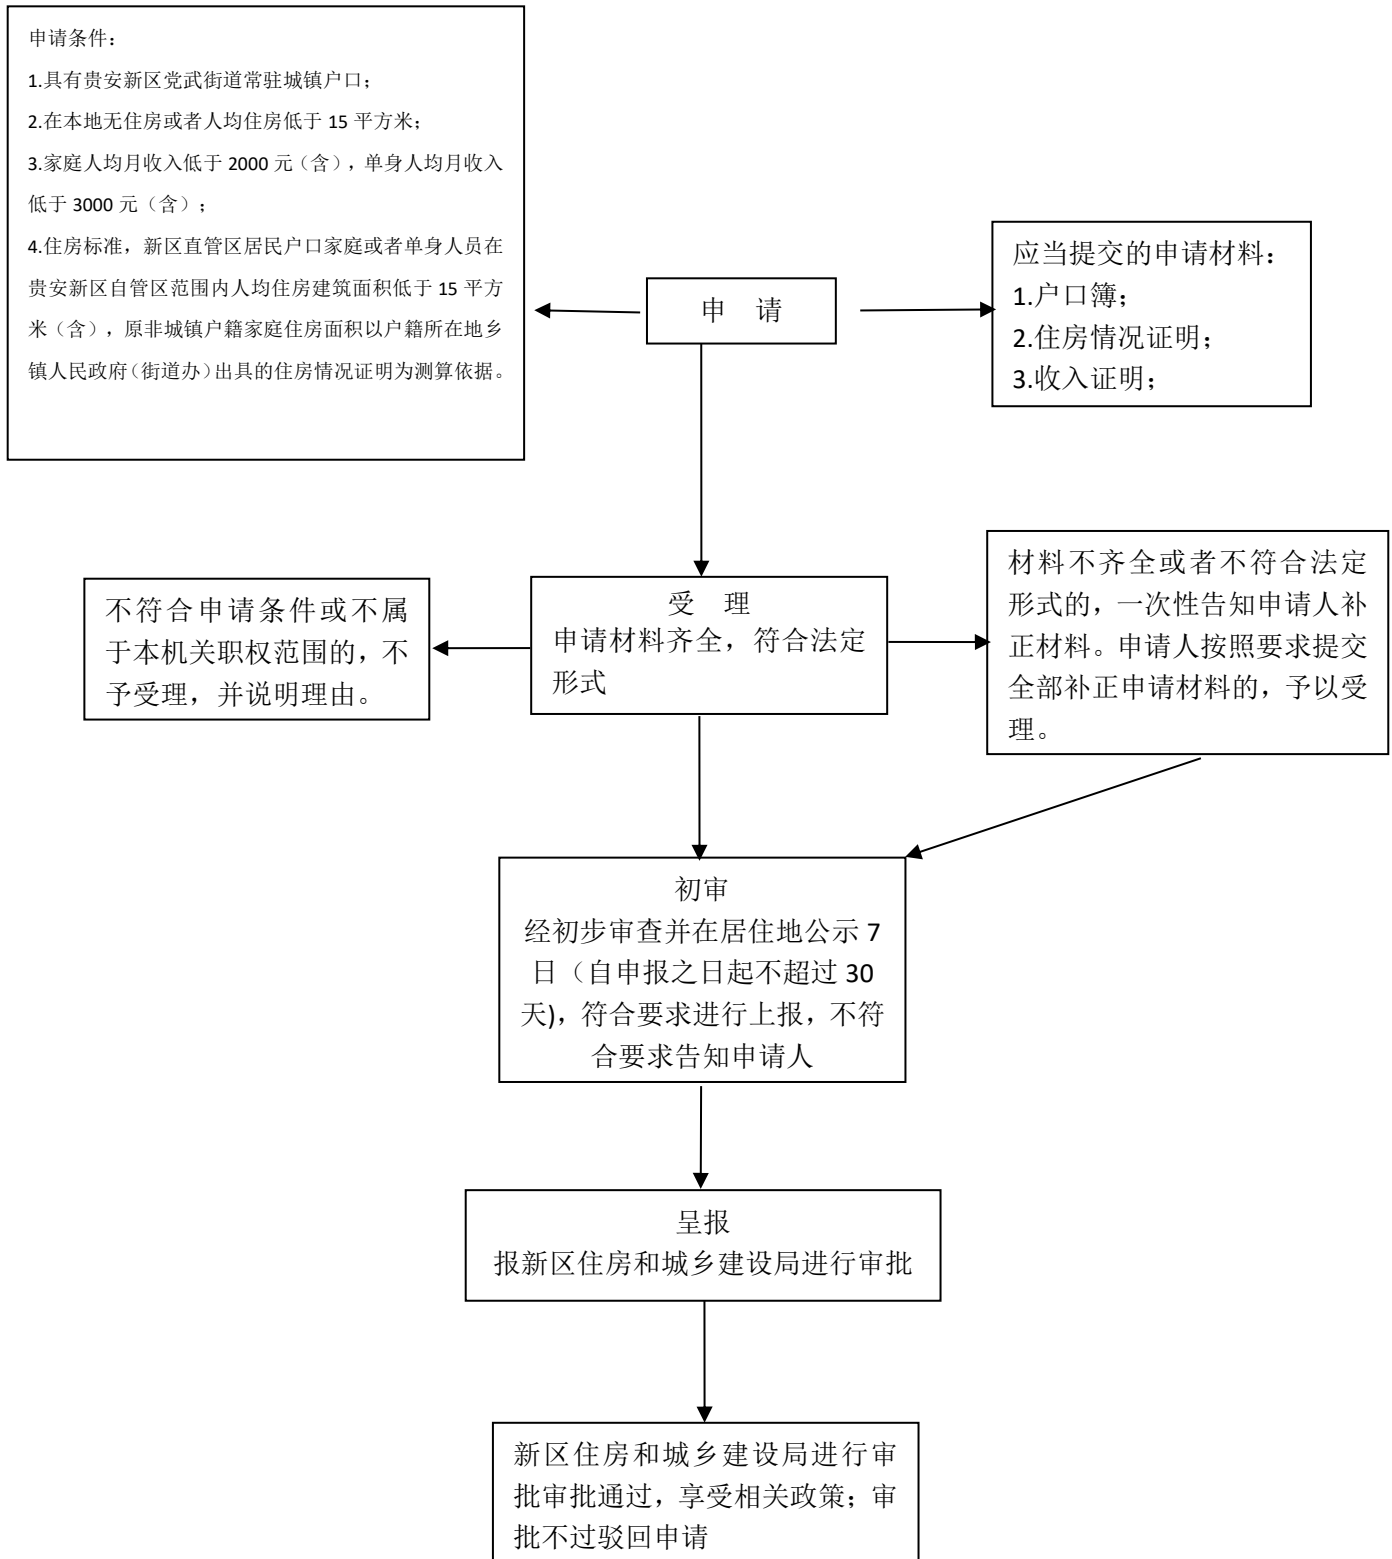 申请条件：
1.具有贵安新区党武街道常驻城镇户口；
2.在本地无住房或者人均住房低于 15 平方米；
3.家庭人均月收入低于 2000 元（含），单身人均月收入
低于 3000 元（含）；
4.住房标准，新区直管区居民户口家庭或者单身人员在
贵安新区自管区范围内人均住房建筑面积低于 15 平方
米（含），原非城镇户籍家庭住房面积以户籍所在地乡
镇人民政府（街道办）出具的住房情况证明为测算依据。
申 请
应当提交的申请材料：
1.户口簿；
2.住房情况证明；
3.收入证明；
不符合申请条件或不属
于本机关职权范围的，不
予受理，并说明理由。
受 理
申请材料齐全，符合法定
形式
材料不齐全或者不符合法定
形式的，一次性告知申请人补
正材料。申请人按照要求提交
全部补正申请材料的，予以受
理。
初审
经初步审查并在居住地公示 7
日（自申报之日起不超过 30
天)，符合要求进行上报，不符
合要求告知申请人
呈报
报新区住房和城乡建设局进行审批
新区住房和城乡建设局进行审
批审批通过，享受相关政策；审
批不过驳回申请